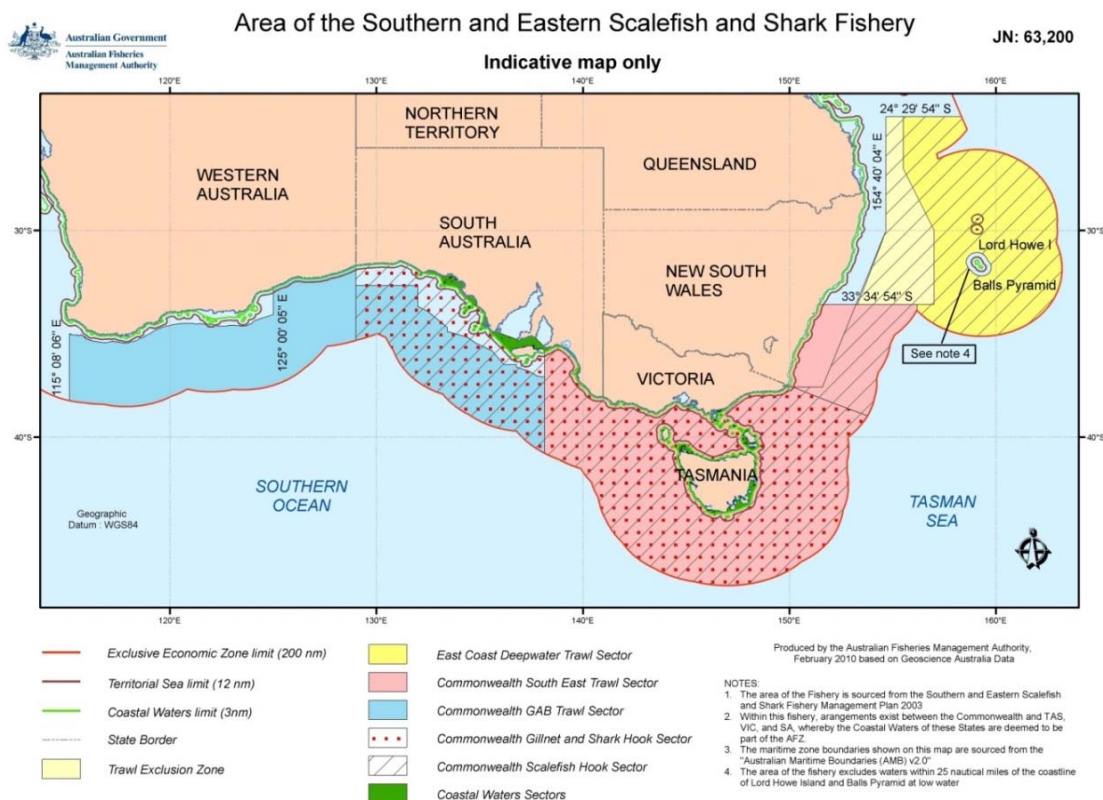 Area of the Southern and Eastern Scalefish and Shark Fishery
Australian Government
Australian Fisheries
Management Authority
JN: 63,200
Indicative map only
120°E
130°E
140°E
150°E
160°E
24° 29' 54" S
NORTHERN
TERRITORY
QUEENSLAND
WESTERN
AUSTRALIA
154° 40' 04" E
SOUTH
AUSTRALIA
30°S
30°S
Lord Howe I
NEW SOUTH
WALES
Balls Pyramid
33° 34' 54" S
115° 08' 06" E
125° 00' 05" E
See note 4
VICTORIA
40°S
40°S
TASMANIA
SOUTHERN
OCEAN
TASMAN
SEA
Geographic
Datum : WGS84
120°E
130°E
140°E
150°E
160°E
Exclusive Economic Zone limit (200 nm)
Territorial Sea limit (12 nm)
Coastal Waters limit (3nm)
State Border
Trawl Exclusion Zone
East Coast Deepwater Trawl Sector
Commonwealth South East Trawl Sector
Commonwealth GAB Trawl Sector
Commonwealth Gillnet and Shark Hook Sector
Commonwealth Scalefish Hook Sector
Coastal Waters Sectors
Produced by the Australian Fisheries Management Authority,
February 2010 based on Geoscience Australia Data
NOTES:
1. The area of the Fishery is sourced from the Southern and Eastern Scalefish
and Shark Fishery Management Plan 2003
2. Within this fishery, arangements exist between the Commonwealth and TAS,
VIC, and SA, whereby the Coastal Waters of these States are deemed to be
part of the AFZ.
3. The maritime zone boundaries shown on this map are sourced from the
"Australian Maritime Boundaries (AMB) v2.0"
4. The area of the fishery excludes waters within 25 nautical miles of the coastline
of Lord Howe Island and Balls Pyramid at low water